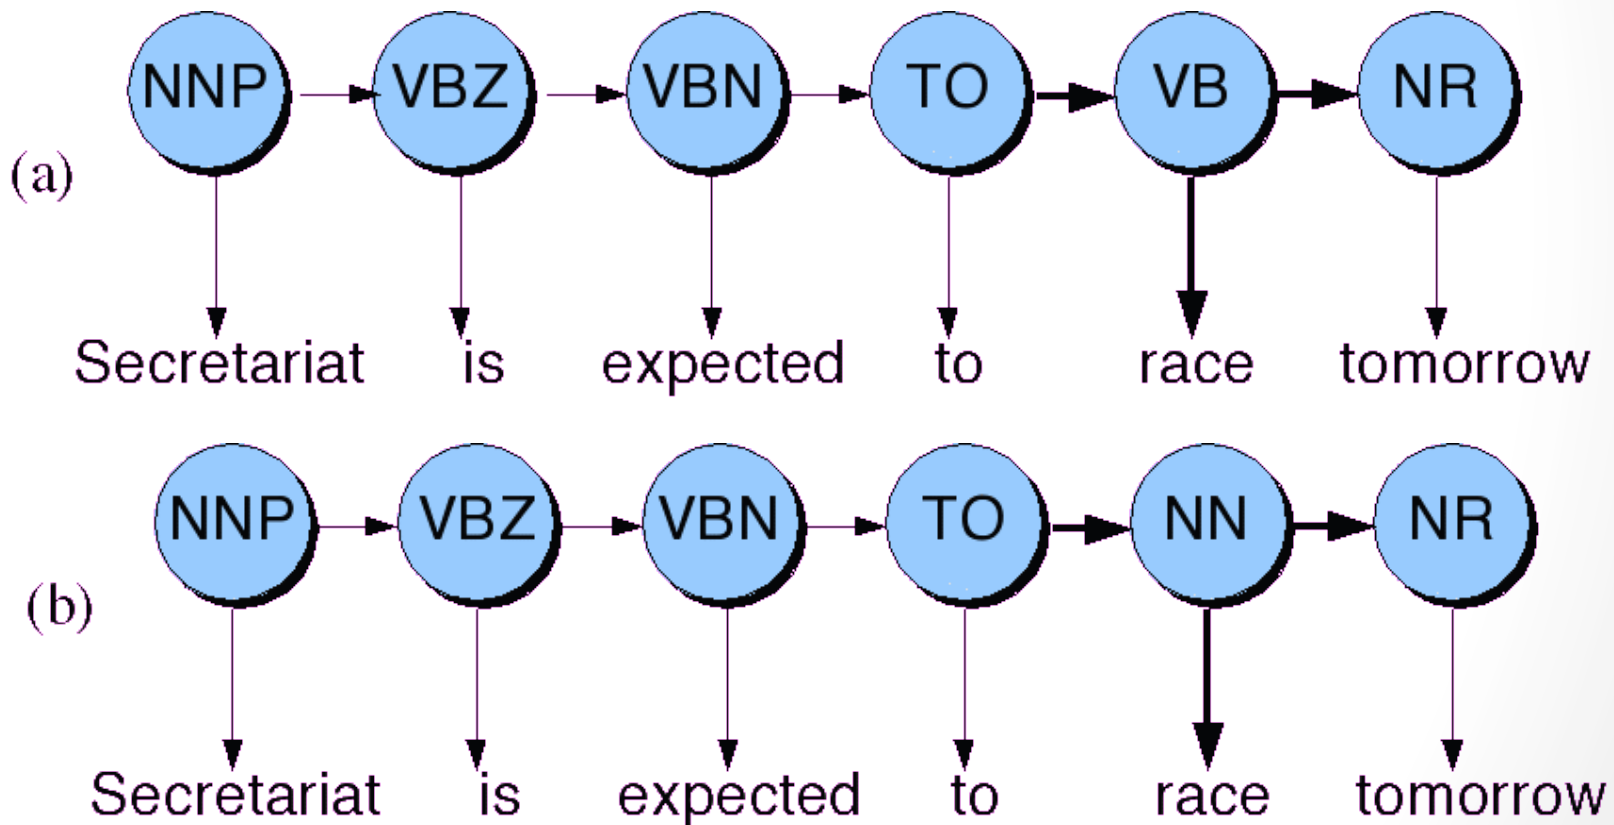 NNP VBZ VBN TO VB NR
(a)
Secretariat is expected to race tomorrow
NNP VBZ VBN TO NN NR
(b)
Secretariat is expected to race tomorrow